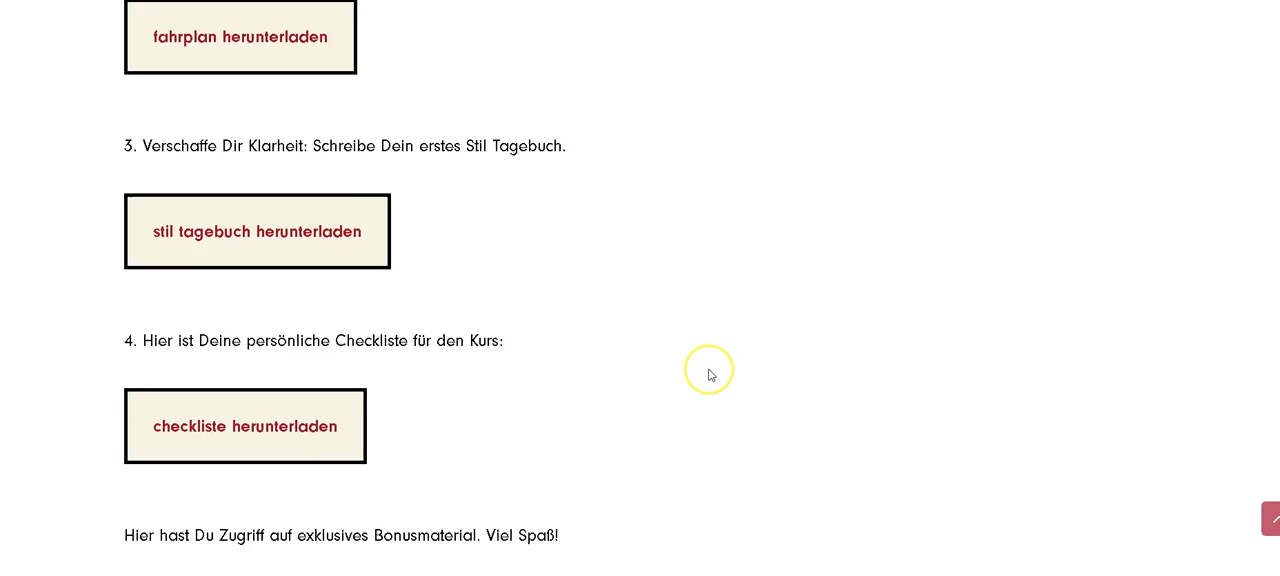 fahrplan herunterladen
3. Verschaffe Dir Klarheit: Schreibe Dein erstes Stil Tagebuch.
stil tagebuch herunterladen
4. Hier ist Deine persönliche Checkliste für den Kurs:
checkliste herunterladen
Hier hast Du Zugriff auf exklusives Bonusmaterial. Viel Spaß!